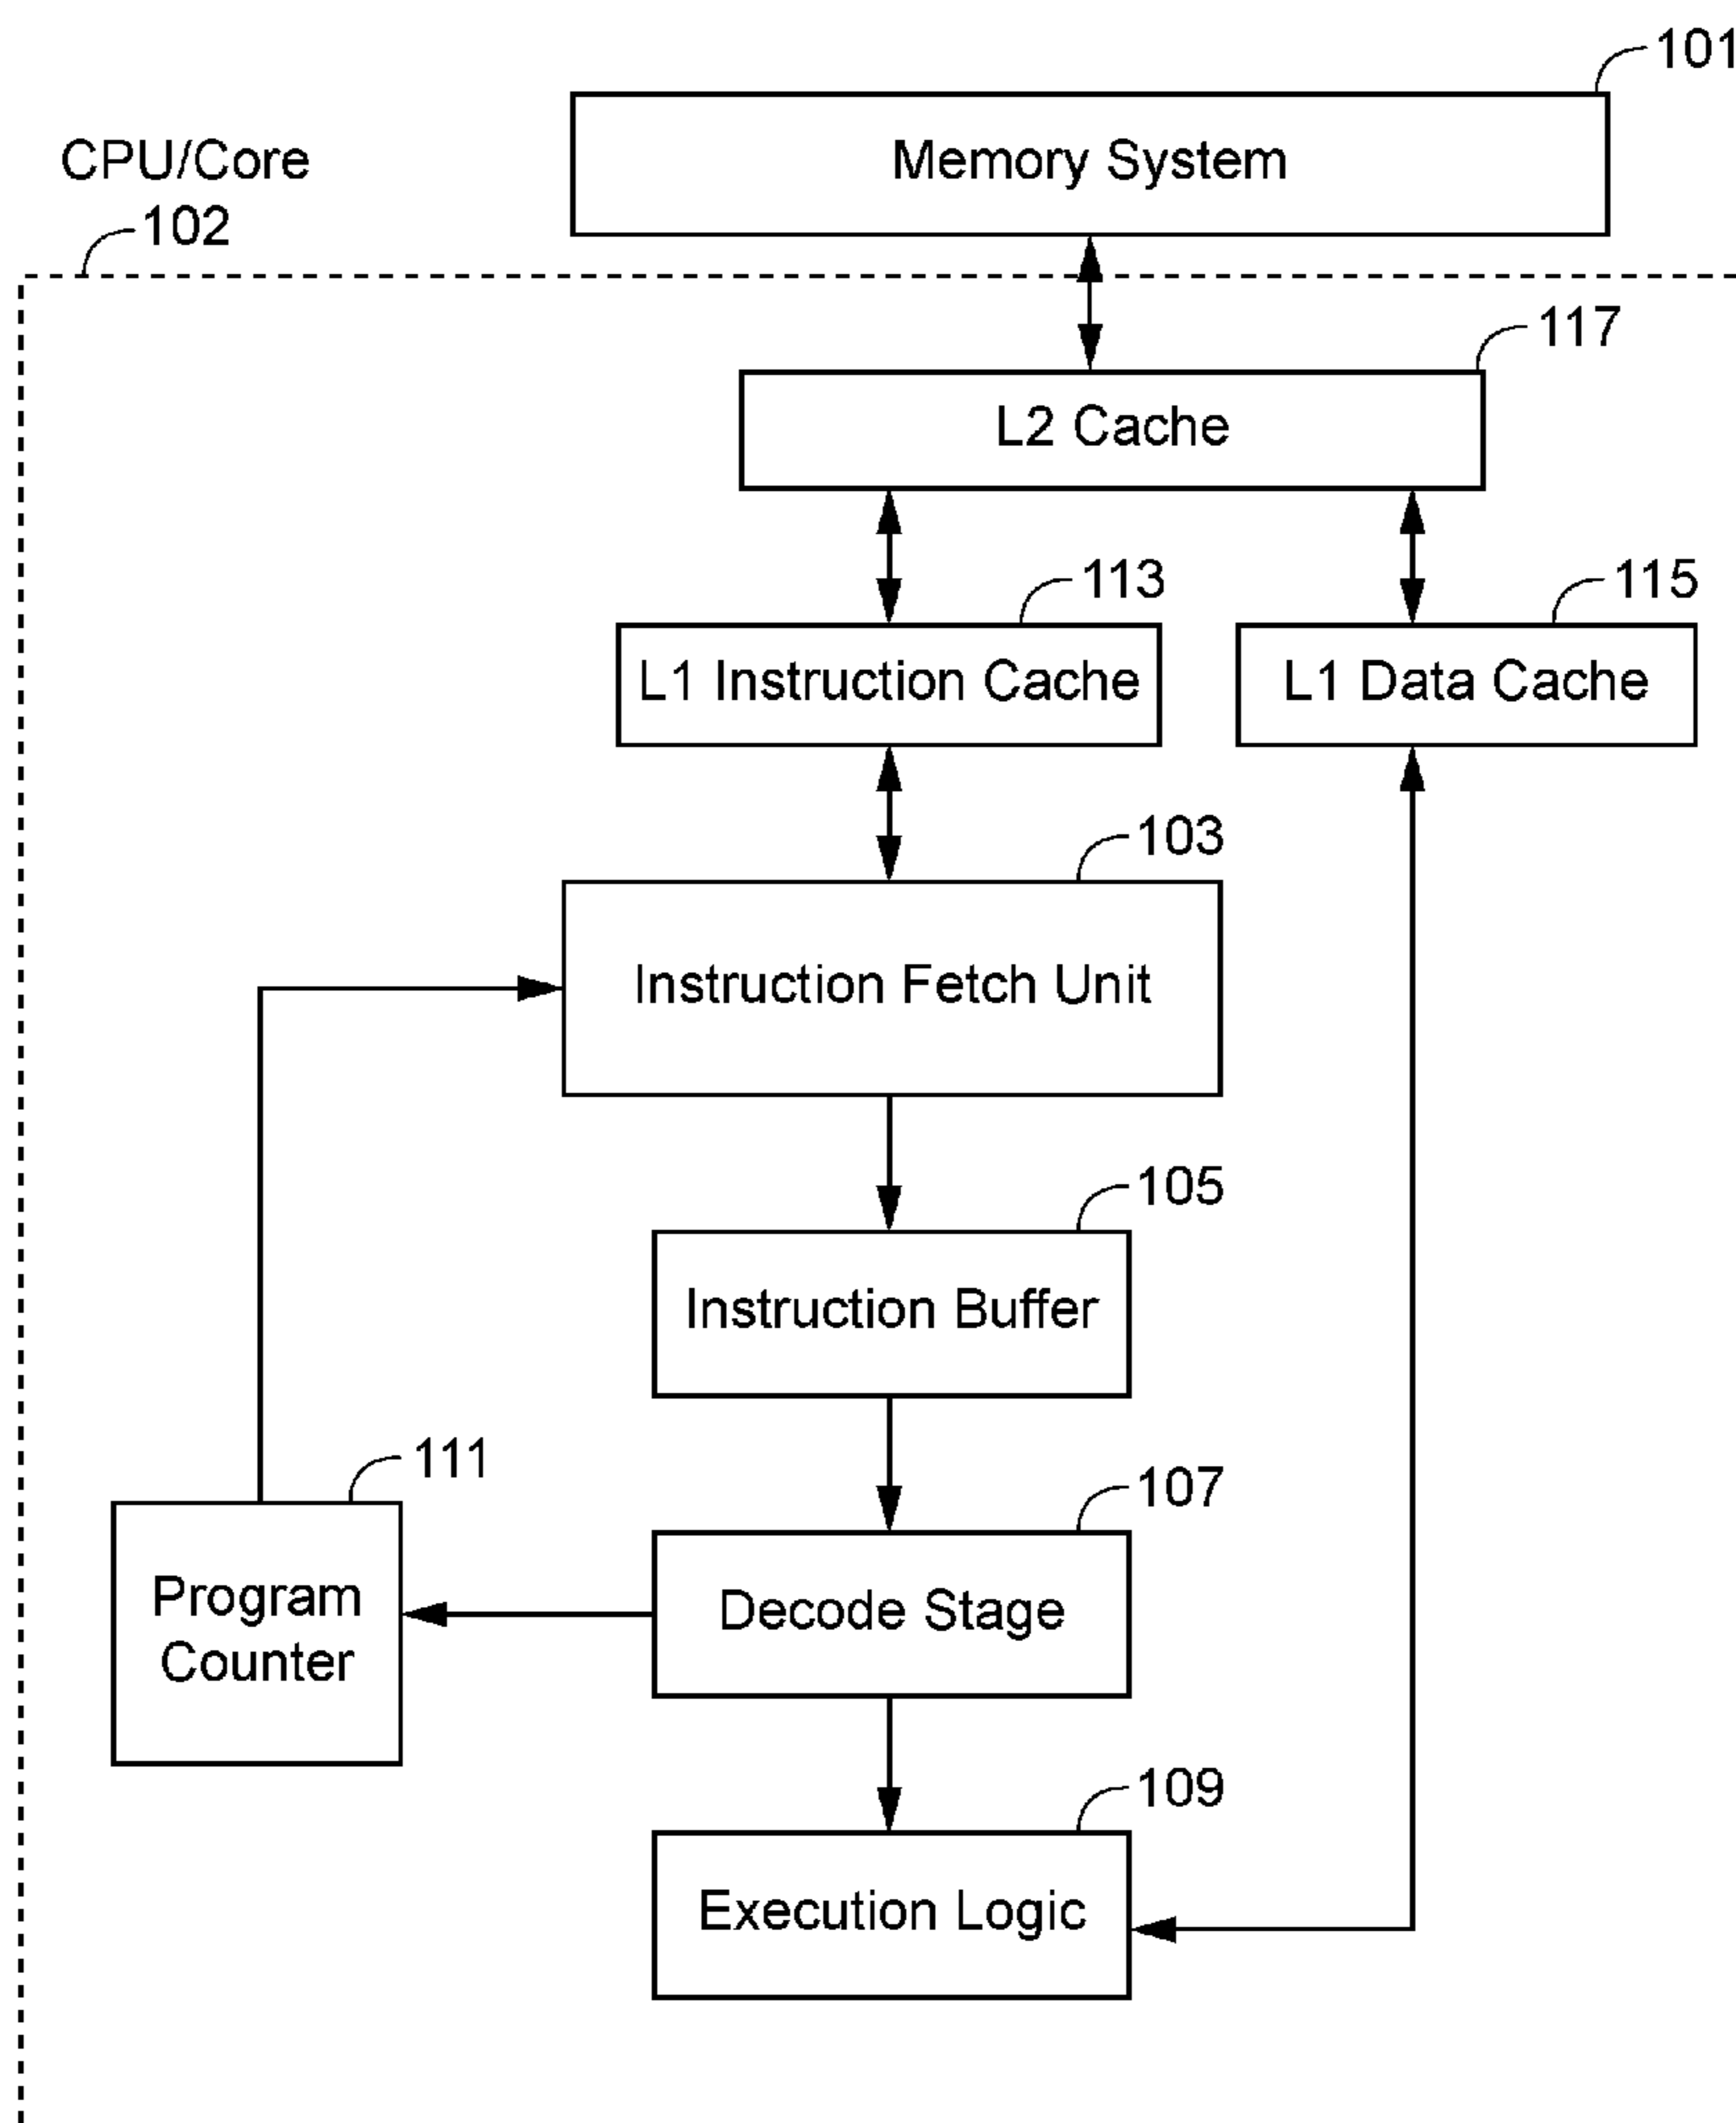 101
Memory System
CPU/Core
102
117
L2 Cache
113
115
L1 Instruction Cache
L1 Data Cache
103
Instruction Fetch Unit
105
Instruction Buffer
111
107
Program
Counter
Decode Stage
109
Execution Logic